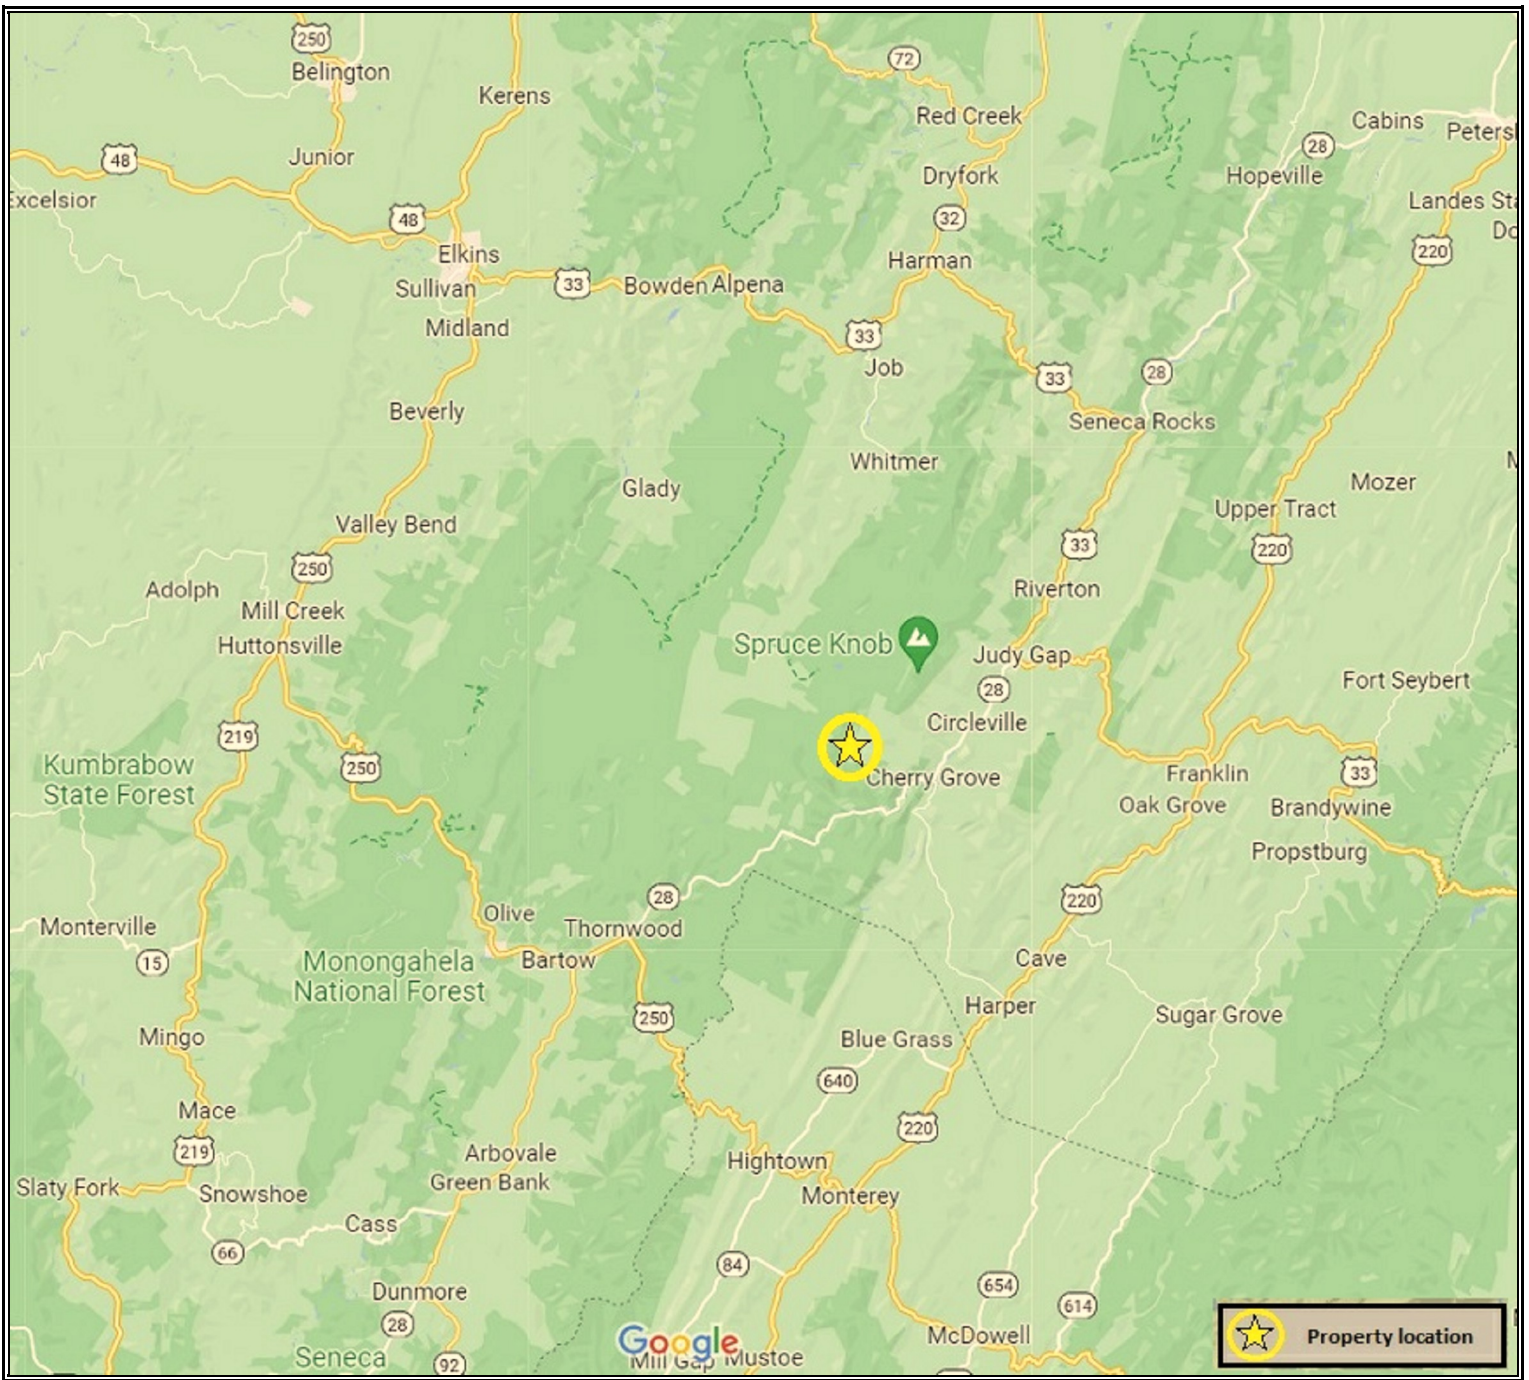 250
Belington
72
Kerens
Red Creek
Cabins
28
48
Junior
Dryfork
Hopeville
220
48
32
Elkins
Harman
Sullivan
33
Bowden
Alpena
Midland
33
Job
33
28
Beverly
Seneca Rocks
Whitmer
Glady
Mozer
Upper Tract
Valley Bend
33
220
250
Adolph
Riverton
Mill Creek
Huttonsville
Spruce Knob
Judy Gap
28
Fort Seybert
Circleville
219
Kumbrabow
State Forest
250
Cherry Grove
Franklin
33
Oak Grove
Brandywine
Propstburg
28
220
Olive
Thornwood
Monterville
15
Bartow
Cave
Monongahela
National Forest
Harper
250
Sugar Grove
Mingo
Blue Grass
640
Mace
220
219
Arbovale
Hightown
Green Bank
Slaty Fork
Snowshoe
Monterey
Cass
66
84
Dunmore
654
614
28
McDowell
Google
Property location
Seneca
92
Mill Gap
Mustoe